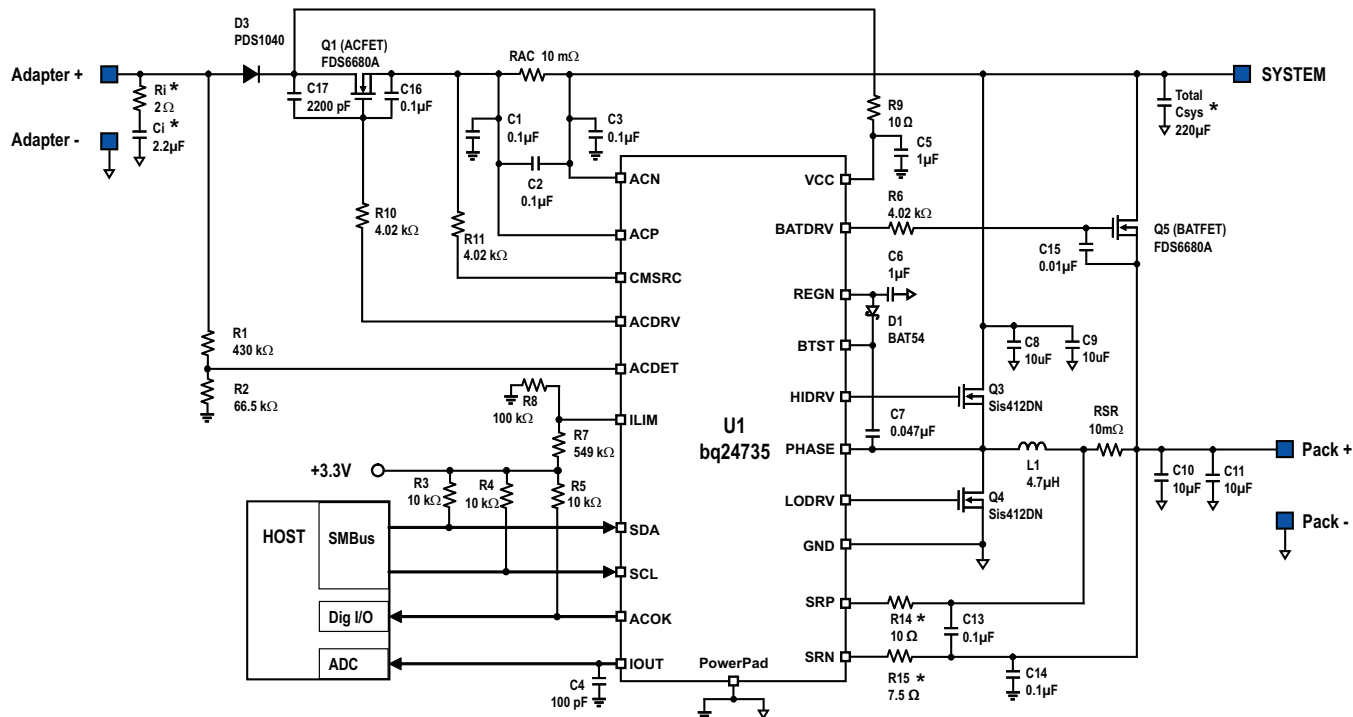 D3
PDS1040
Q1 (ACFET)
FDS6680A
RAC 10 mΩ
Adapter +
SYSTEM
Ri *
2Ω
Ci *
2.2µF
Adapter -
C17
2200 pF
C16
0.1µF
R9
10 Ω
Total
Csys *
220µF
C1
0.1µF
C3
0.1µF
C5
1µF
C2
0.1µF
ACN
VCC
R10
4.02 kΩ
R11
4.02 kΩ
ACP
BATDRV
R6
4.02 kΩ
Q5 (BATFET)
FDS6680A
C15
0.01µF
CMSRC
C6
1µF
REGN
D1
BAT54
ACDRV
R1
430 kΩ
BTST
C8
10uF
C9
10uF
ACDET
R2
66.5 kΩ
R8
100 kΩ
HIDRV
Q3
Sis412DN
ILIM
U1
bq24735
C7
0.047µF
RSR
10mΩ
R7
549 kΩ
PHASE
L1
4.7µH
Pack +
C10
10µF
C11
10µF
+3.3V
R3
10 kΩ
R4
10 kΩ
R5
10 kΩ
LODRV
Q4
Sis412DN
HOST
SMBus
SDA
GND
Pack -
SCL
SRP
R14 *
10 Ω
C13
0.1µF
Dig I/O
ACOK
ADC
IOUT
PowerPad
SRN
R15 *
7.5 Ω
C14
0.1µF
C4
100 pF